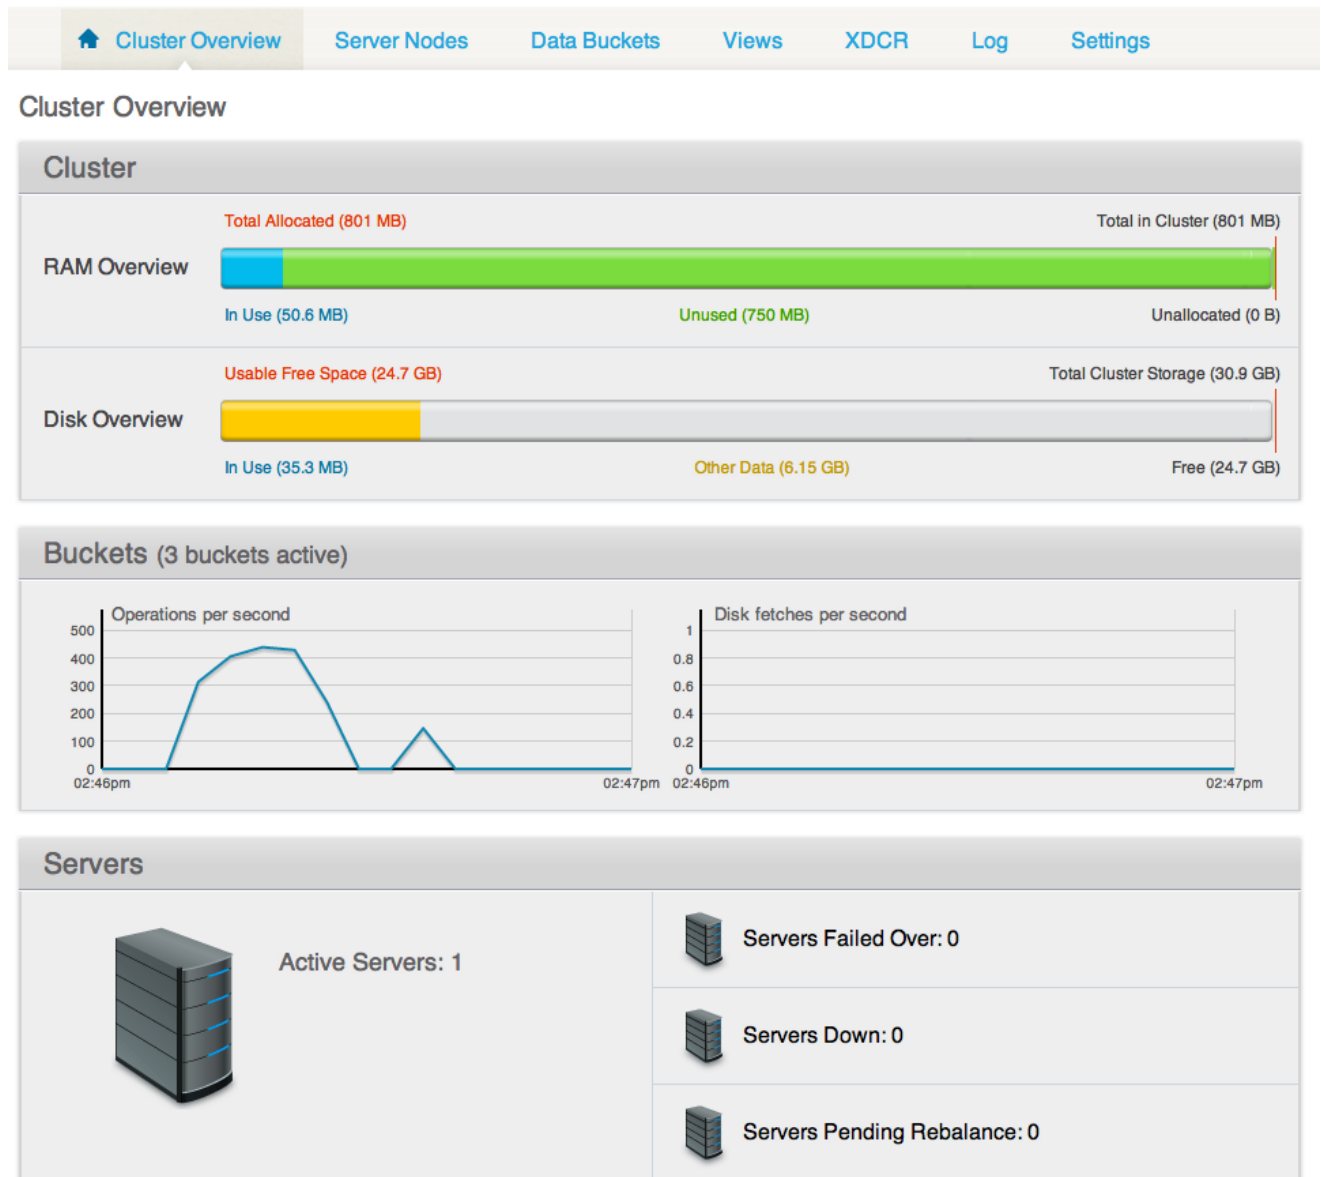 Cluster Overview Server Nodes Data Buckets Views XDCR Log Settings
Cluster Overview
Cluster
Total Allocated (801 MB) Total in Cluster (801 MB)
RAM Overview
In Use (50.6 MB) Unused (750 MB) Unallocated (0 B)
Usable Free Space (24.7 GB) Total Cluster Storage (30.9 GB)
Disk Overview
In Use (35.3 MB) Other Data (6.15 GB) Free (24.7 GB)
Buckets (3 buckets active)
Operations per second
500
400
300
200
100
0
02:46pm 02:47pm
Disk fetches per second
1
0.8
0.6
0.4
0.2
0
02:46pm 02:47pm
Servers
Active Servers: 1
Servers Failed Over: 0
Servers Down: 0
Servers Pending Rebalance: 0